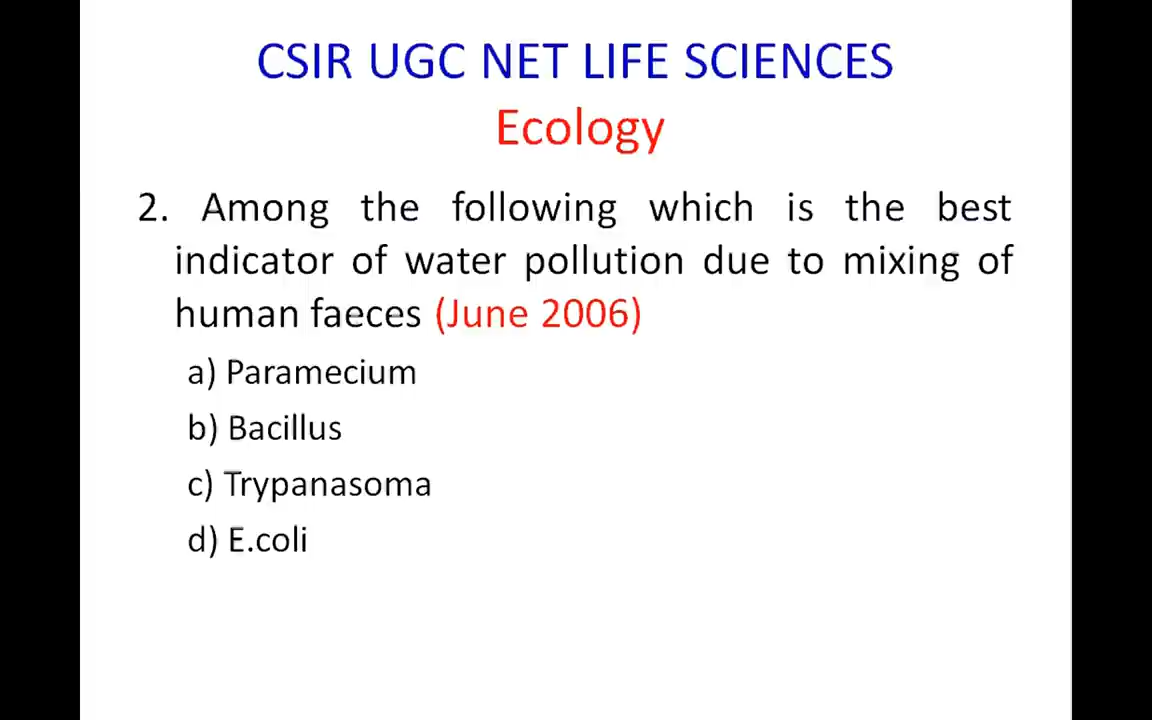 CSIR UGC NET LIFE SCIENCES
Ecology
2. Among the following which is the best
indicator of water pollution due to mixing of
human faeces (June 2006)
a) Paramecium
b) Bacillus
c) Trypanasoma
d) E.coli